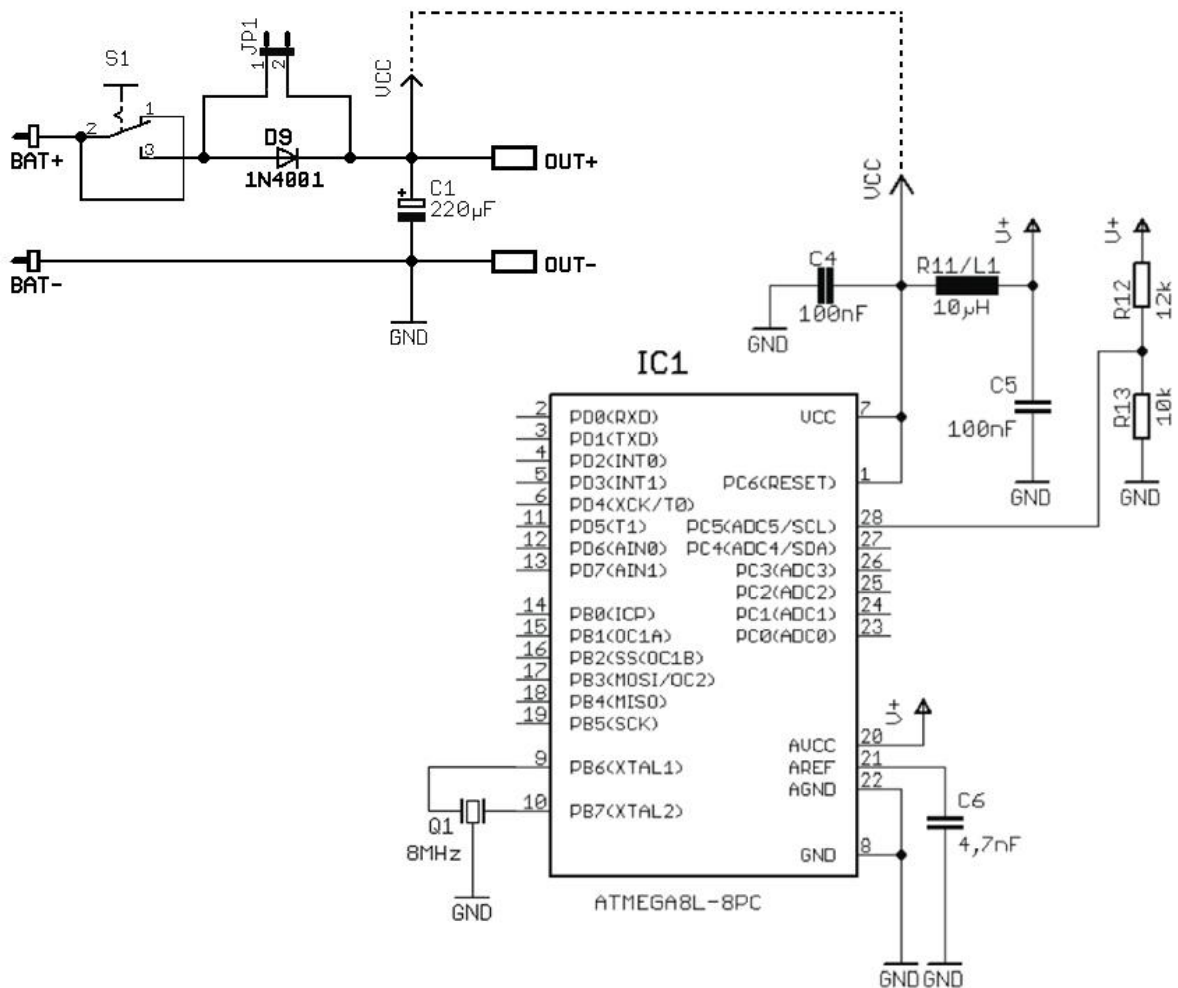 S1
2
1
3
BAT+
JP1
1
2
D9
1N4001
VCC
+
C1
220µF
OUT+
BAT-
OUT-
GND
VCC
C4
100nF
GND
R11/L1
10µH
V+
V+
R12
12k
C5
100nF
R13
10k
GND
GND
IC1
2 PD0(RXD)
3 PD1(TXD)
4 PD2(INT0)
5 PD3(INT1)
6 PD4(XCK/T0)
11 PD5(T1)
12 PD6(AIN0)
13 PD7(AIN1)
14 PB0(ICP)
15 PB1(OC1A)
16 PB2(SS(OC1B)
17 PB3(MOSI/OC2)
18 PB4(MISO)
19 PB5(SCK)
9 PB6(XTAL1)
10 PB7(XTAL2)
VCC 7
PC6(RESET) 1
PC5(ADC5/SCL) 28
PC4(ADC4/SDA) 27
PC3(ADC3) 26
PC2(ADC2) 25
PC1(ADC1) 24
PC0(ADC0) 23
V+
AVCC 20
AREF 21
AGND 22
GND 8
C6
4,7nF
Q1
8MHz
GND
ATMEGA8L-8PC
GND
GND